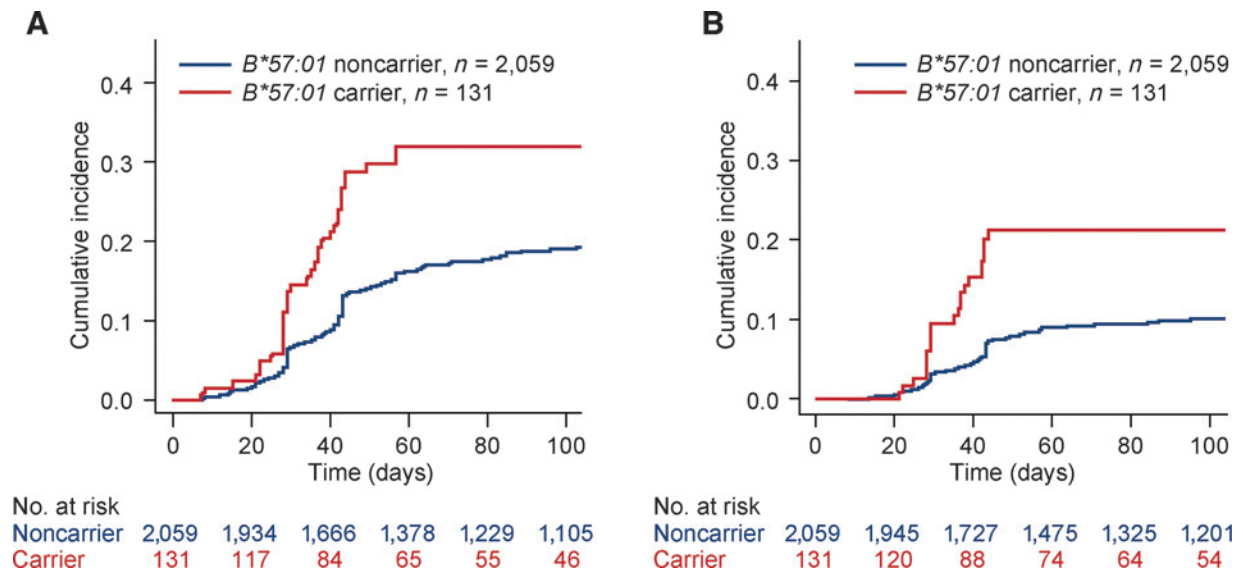 A
B*57:01 noncarrier, n = 2,059
B*57:01 carrier, n = 131
Cumulative incidence
0.4
0.3
0.2
0.1
0.0
0 20 40 60 80 100
Time (days)
No. at risk
Noncarrier 2,059 1,934 1,666 1,378 1,229 1,105
Carrier 131 117 84 65 55 46
B
B*57:01 noncarrier, n = 2,059
B*57:01 carrier, n = 131
Cumulative incidence
0.4
0.3
0.2
0.1
0.0
0 20 40 60 80 100
Time (days)
No. at risk
Noncarrier 2,059 1,945 1,727 1,475 1,325 1,201
Carrier 131 120 88 74 64 54